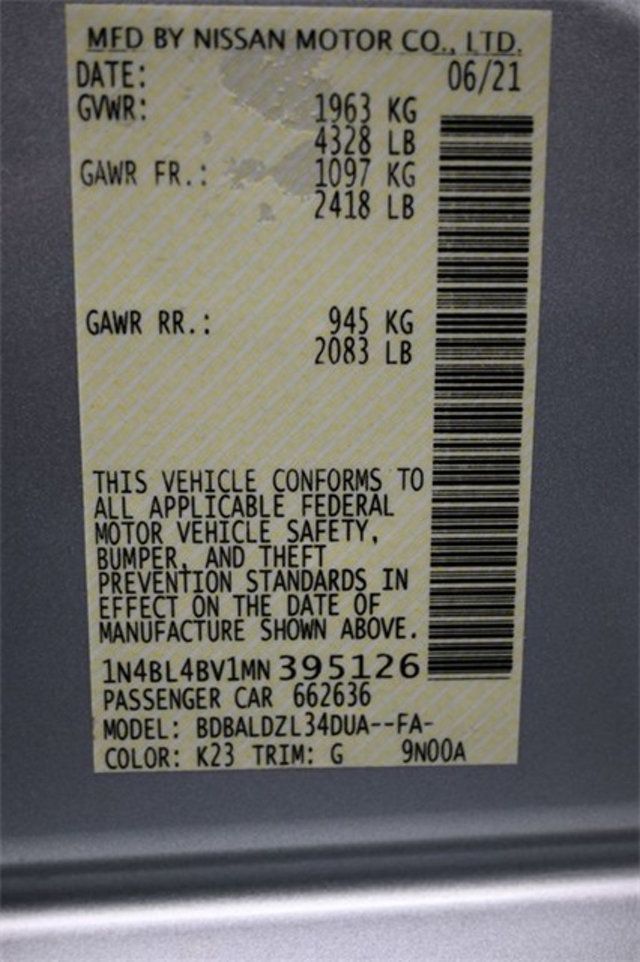 MFD BY NISSAN MOTOR CO., LTD.
DATE: 06/21
GVWR: 1963 KG
4328 LB
GAWR FR.: 1097 KG
2418 LB
GAWR RR.: 945 KG
2083 LB
THIS VEHICLE CONFORMS TO
ALL APPLICABLE FEDERAL
MOTOR VEHICLE SAFETY,
BUMPER, AND THEFT
PREVENTION STANDARDS IN
EFFECT ON THE DATE OF
MANUFACTURE SHOWN ABOVE.
1N4BL4BV1MN 395126
PASSENGER CAR 662636
MODEL: BDBALDZL34DUA--FA-
COLOR: K23 TRIM: G 9N00A